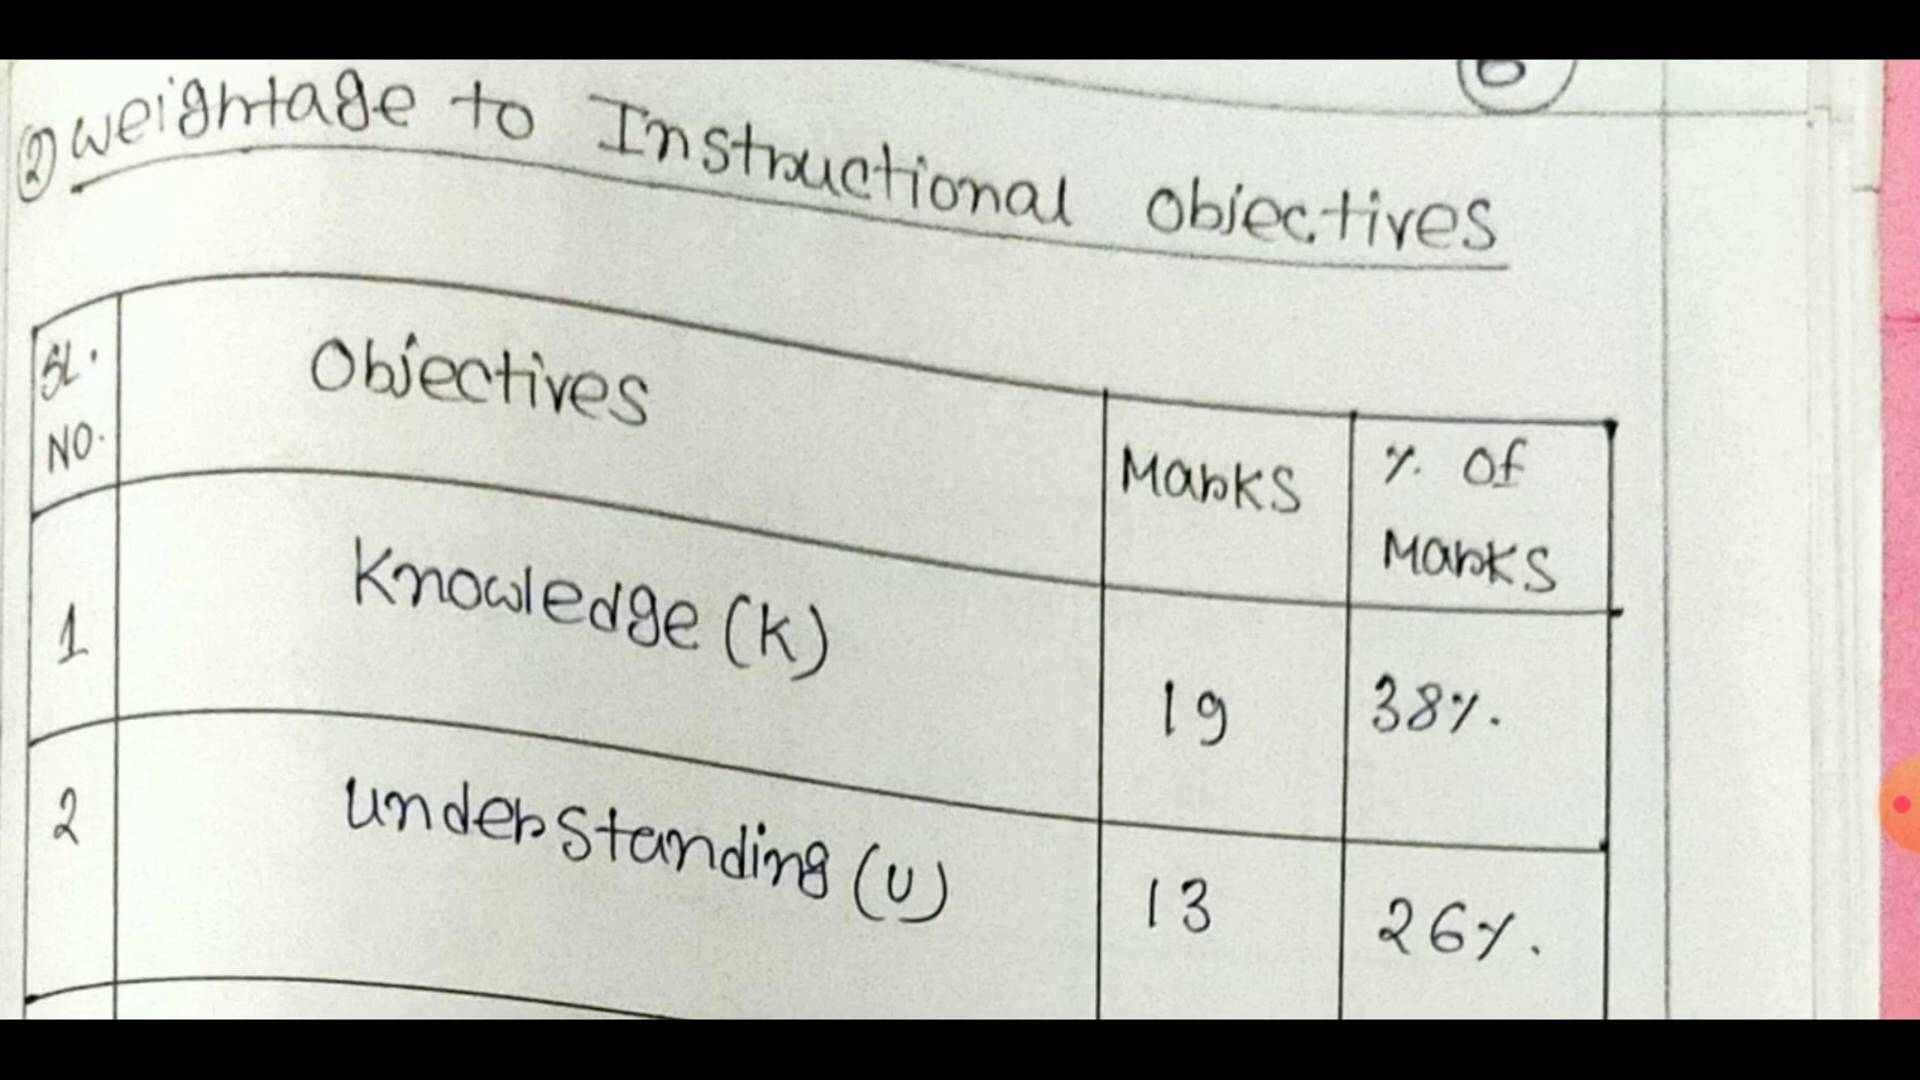 ② Weightage to Instructional Objectives
SL. NO. Objectives Marks % Of Marks
1 Knowledge (K) 19 38%.
2 Understanding (U) 13 26%.